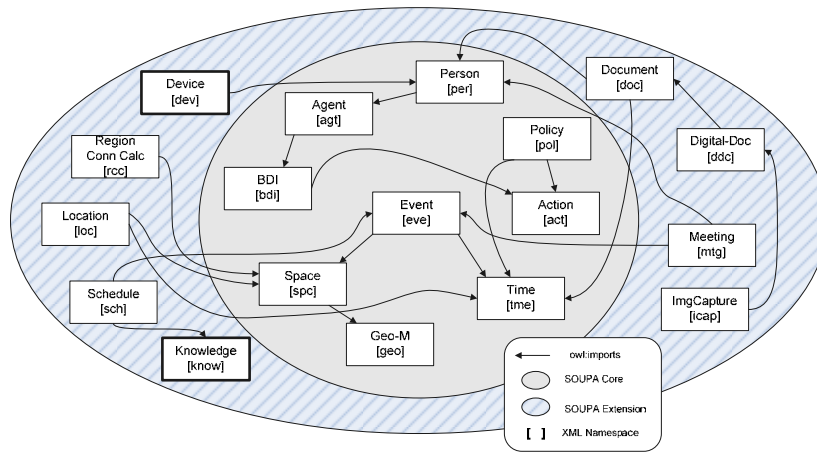 Device
[dev]
Person
[per]
Document
[doc]
Agent
[agt]
Region
Conn Calc
[rcc]
Policy
[pol]
Digital-Doc
[ddc]
BDI
[bdi]
Location
[loc]
Event
[eve]
Action
[act]
Meeting
[mtg]
Space
[spc]
Time
[tme]
Schedule
[sch]
ImgCapture
[icap]
Knowledge
[know]
Geo-M
[geo]
owl:imports
SOUPA Core
SOUPA Extension
[ ] XML Namespace